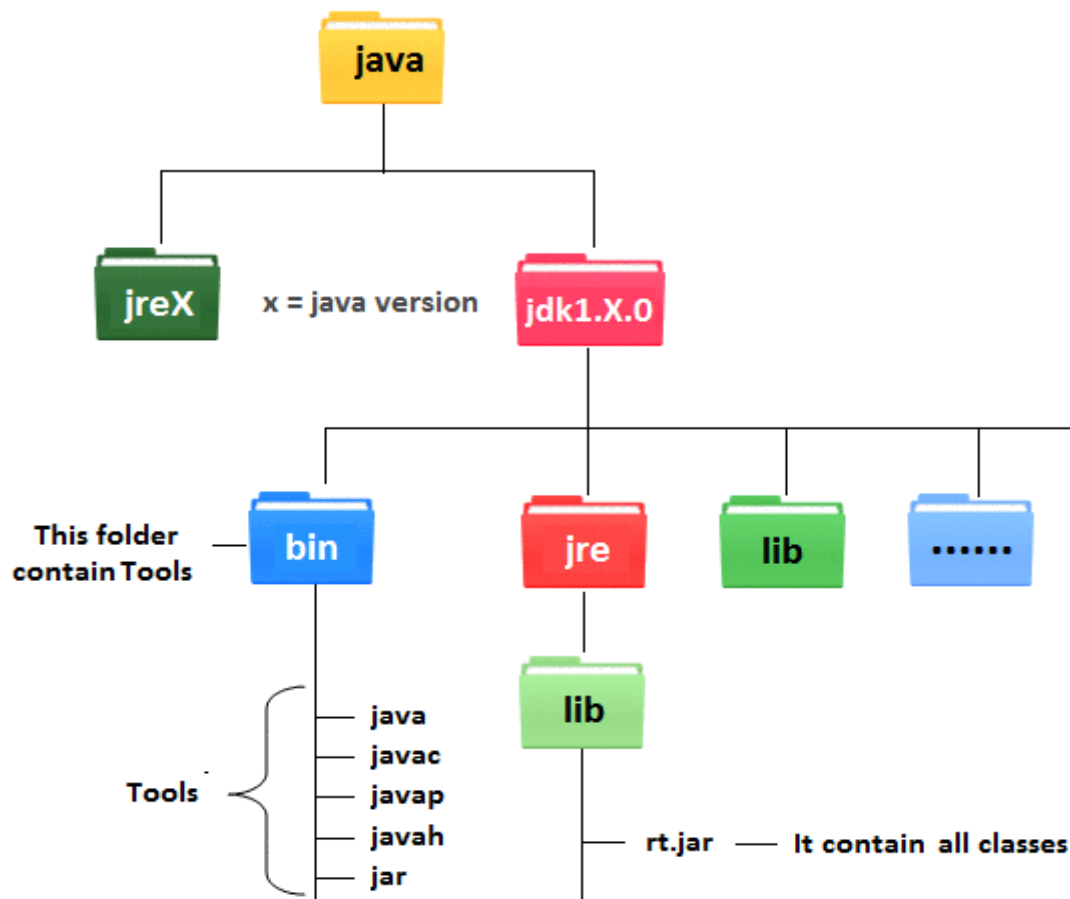 java
jreX
x = java version
jdk1.X.0
This folder
contain Tools
bin
jre
lib
......
lib
Tools
java
javac
javap
javah
jar
rt.jar
It contain all classes